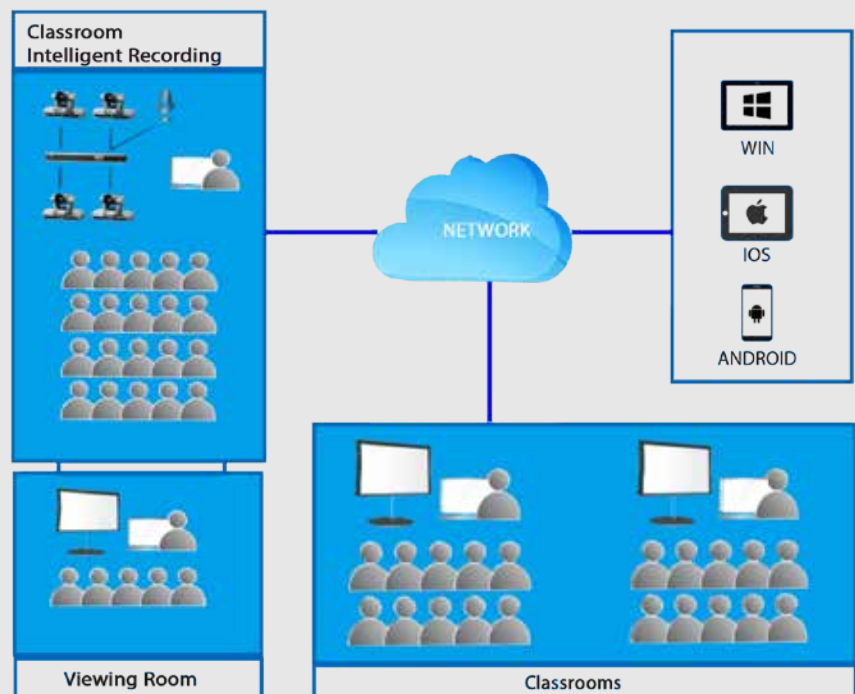 Classroom
Intelligent Recording
NETWORK
WIN
IOS
ANDROID
Viewing Room
Classrooms